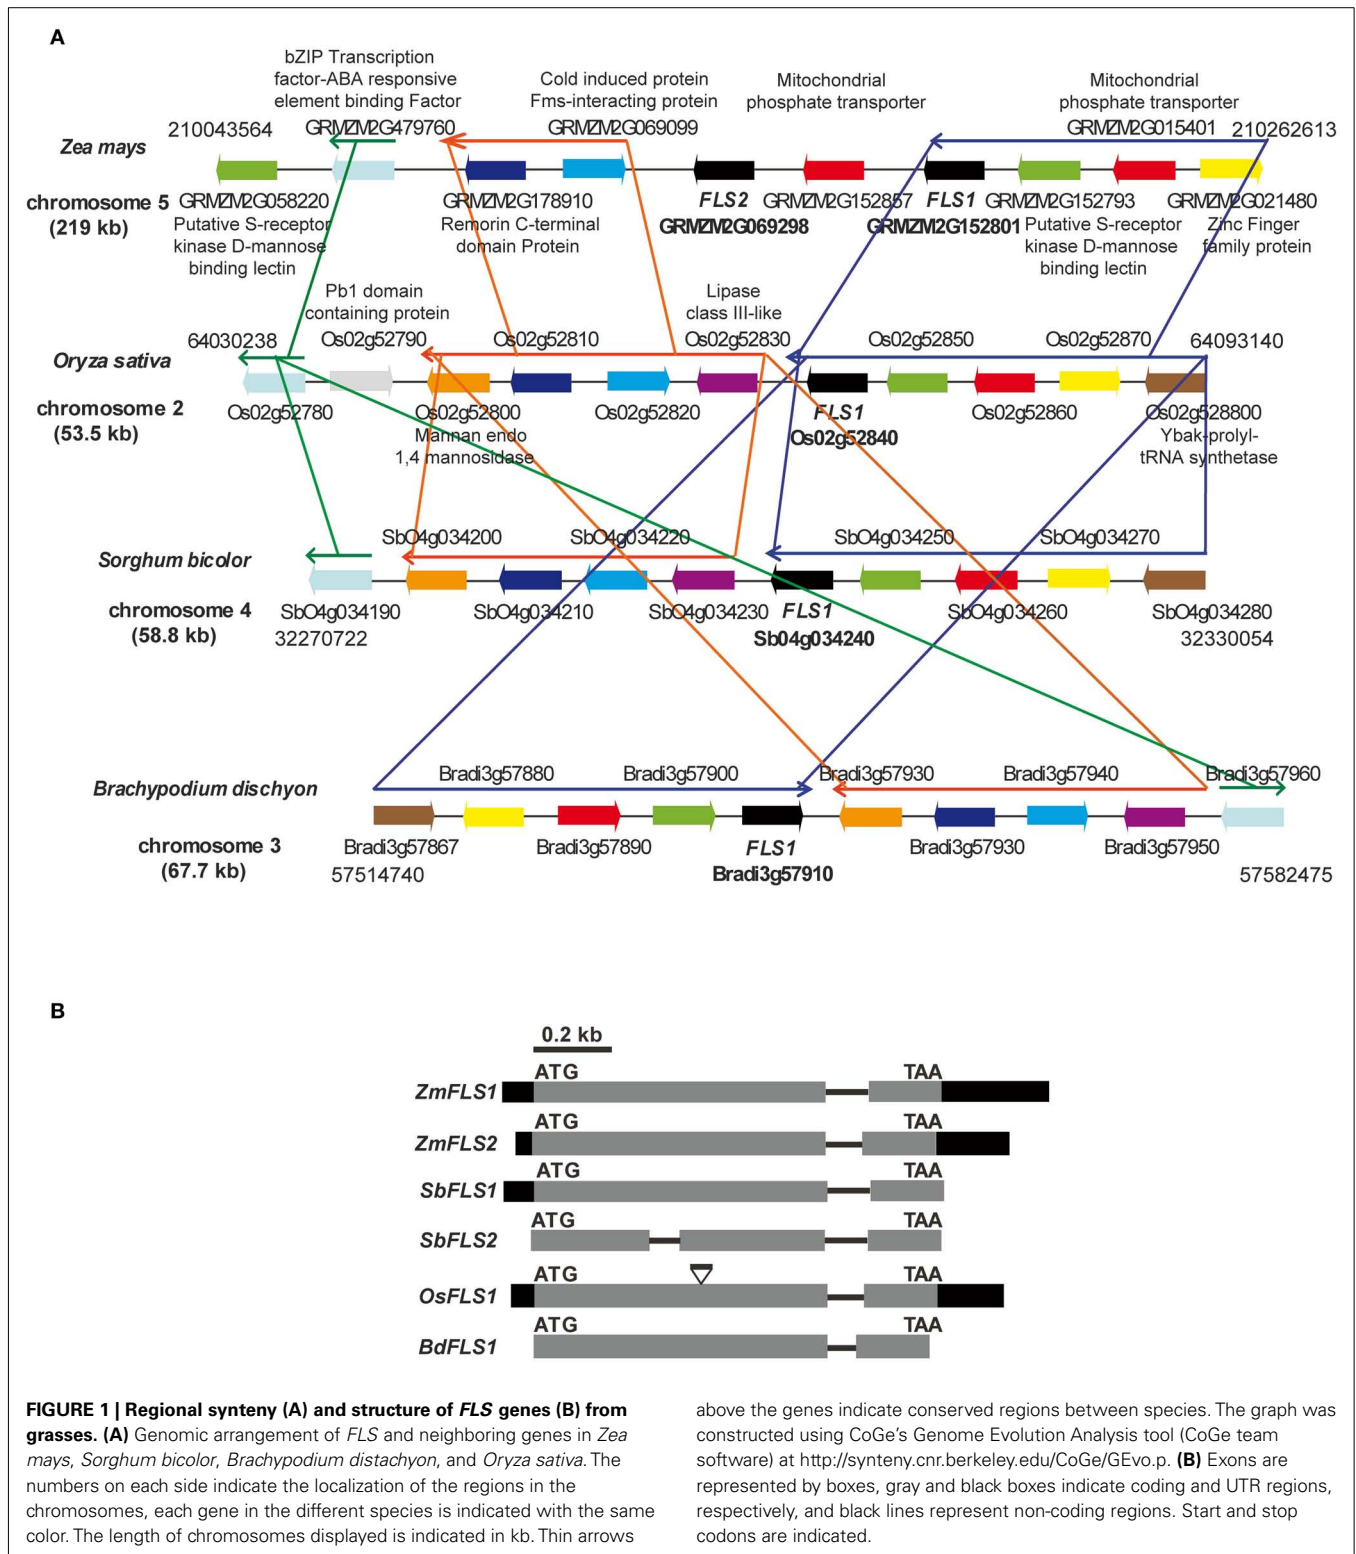 A
bZIP Transcription
factor-ABA responsive
element binding Factor
Cold induced protein
Fms-interacting protein
Mitochondrial
phosphate transporter
Mitochondrial
phosphate transporter
210043564
GRMZM2G479760
GRMZM2G069099
GRMZM2G015401
210262613
Zea mays
chromosome 5
(219 kb)
GRMZM2G058220
Putative S-receptor
kinase D-mannose
binding lectin
GRMZM2G178910
Remorin C-terminal
domain Protein
FLS2
GRMZM2G069298
GRMZM2G152857
FLS1
GRMZM2G152801
GRMZM2G152793
Putative S-receptor
kinase D-mannose
binding lectin
GRMZM2G021480
Zinc Finger
family protein
Pb1 domain
containing protein
Lipase
class III-like
64030238
Os02g52790
Os02g52810
Os02g52830
Os02g52850
Os02g52870
64093140
Oryza sativa
chromosome 2
(53.5 kb)
Os02g52780
Os02g52800
Mannan endo
1,4 mannosidase
Os02g52820
FLS1
Os02g52840
Os02g52860
Os02g528800
Ybak-prolyl-
tRNA synthetase
SbO4g034200
SbO4g034220
SbO4g034250
SbO4g034270
Sorghum bicolor
chromosome 4
(58.8 kb)
SbO4g034190
32270722
SbO4g034210
SbO4g034230
FLS1
Sb04g034240
SbO4g034260
SbO4g034280
32330054
Bradi3g57880
Bradi3g57900
Bradi3g57930
Bradi3g57940
Bradi3g57960
Brachypodium dischyon
chromosome 3
(67.7 kb)
Bradi3g57867
57514740
Bradi3g57890
FLS1
Bradi3g57910
Bradi3g57930
Bradi3g57950
57582475
B
0.2 kb
ATG TAA
ZmFLS1
ATG TAA
ZmFLS2
ATG TAA
SbFLS1
ATG TAA
SbFLS2
ATG TAA
OsFLS1
ATG TAA
BdFLS1
FIGURE 1 | Regional synteny (A) and structure of FLS genes (B) from
grasses. (A) Genomic arrangement of FLS and neighboring genes in Zea
mays, Sorghum bicolor, Brachypodium distachyon, and Oryza sativa. The
numbers on each side indicate the localization of the regions in the
chromosomes, each gene in the different species is indicated with the same
color. The length of chromosomes displayed is indicated in kb. Thin arrows
above the genes indicate conserved regions between species. The graph was
constructed using CoGe's Genome Evolution Analysis tool (CoGe team
software) at http://synteny.cnr.berkeley.edu/CoGe/GEvo.p. (B) Exons are
represented by boxes, gray and black boxes indicate coding and UTR regions,
respectively, and black lines represent non-coding regions. Start and stop
codons are indicated.